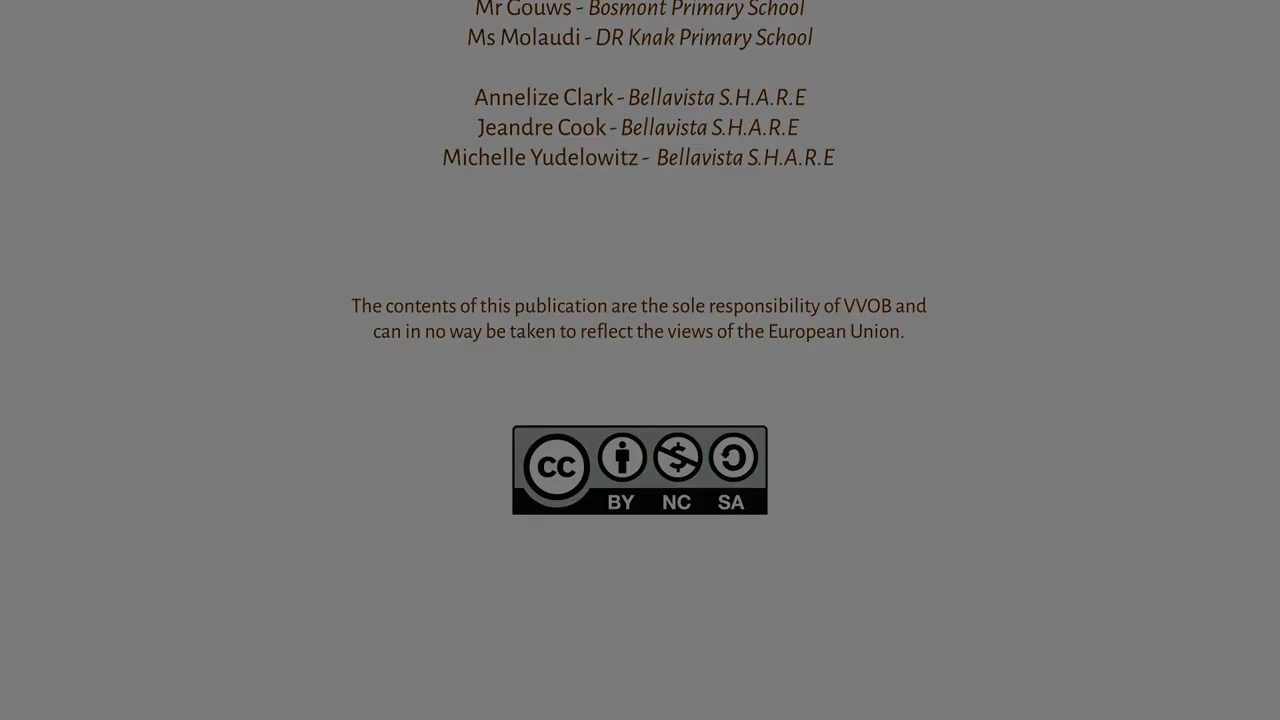 Mr Gouws - Bosmont Primary School
Ms Molaudi - DR Knak Primary School
Annelize Clark - Bellavista S.H.A.R.E
Jeandre Cook - Bellavista S.H.A.R.E
Michelle Yudelowitz - Bellavista S.H.A.R.E
The contents of this publication are the sole responsibility of VVOB and
can in no way be taken to reflect the views of the European Union.
cc
BY NC SA